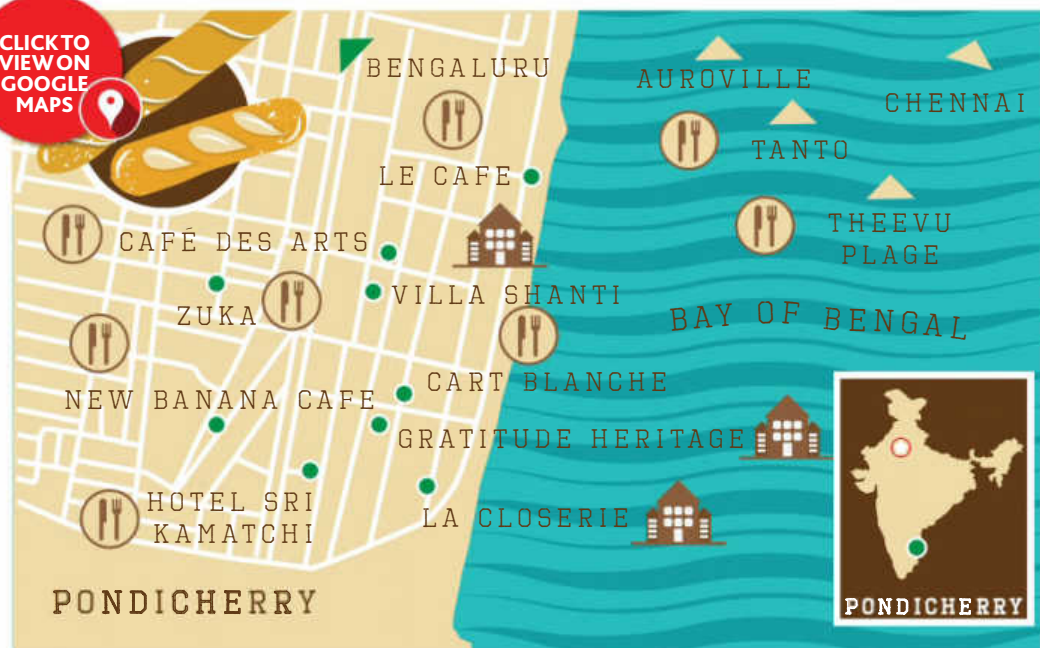 CLICK TO
VIEW ON
GOOGLE
MAPS
BENGALURU
AUROVILLE
CHENNAI
TANTO
LE CAFE
THEEVU
PLAGE
CAFÉ DES ARTS
VILLA SHANTI
ZUKA
BAY OF BENGAL
CART BLANCHE
NEW BANANA CAFE
GRATITUDE HERITAGE
HOTEL SRI
KAMATCHI
LA CLOSERIE
PONDICHERRY
PONDICHERRY